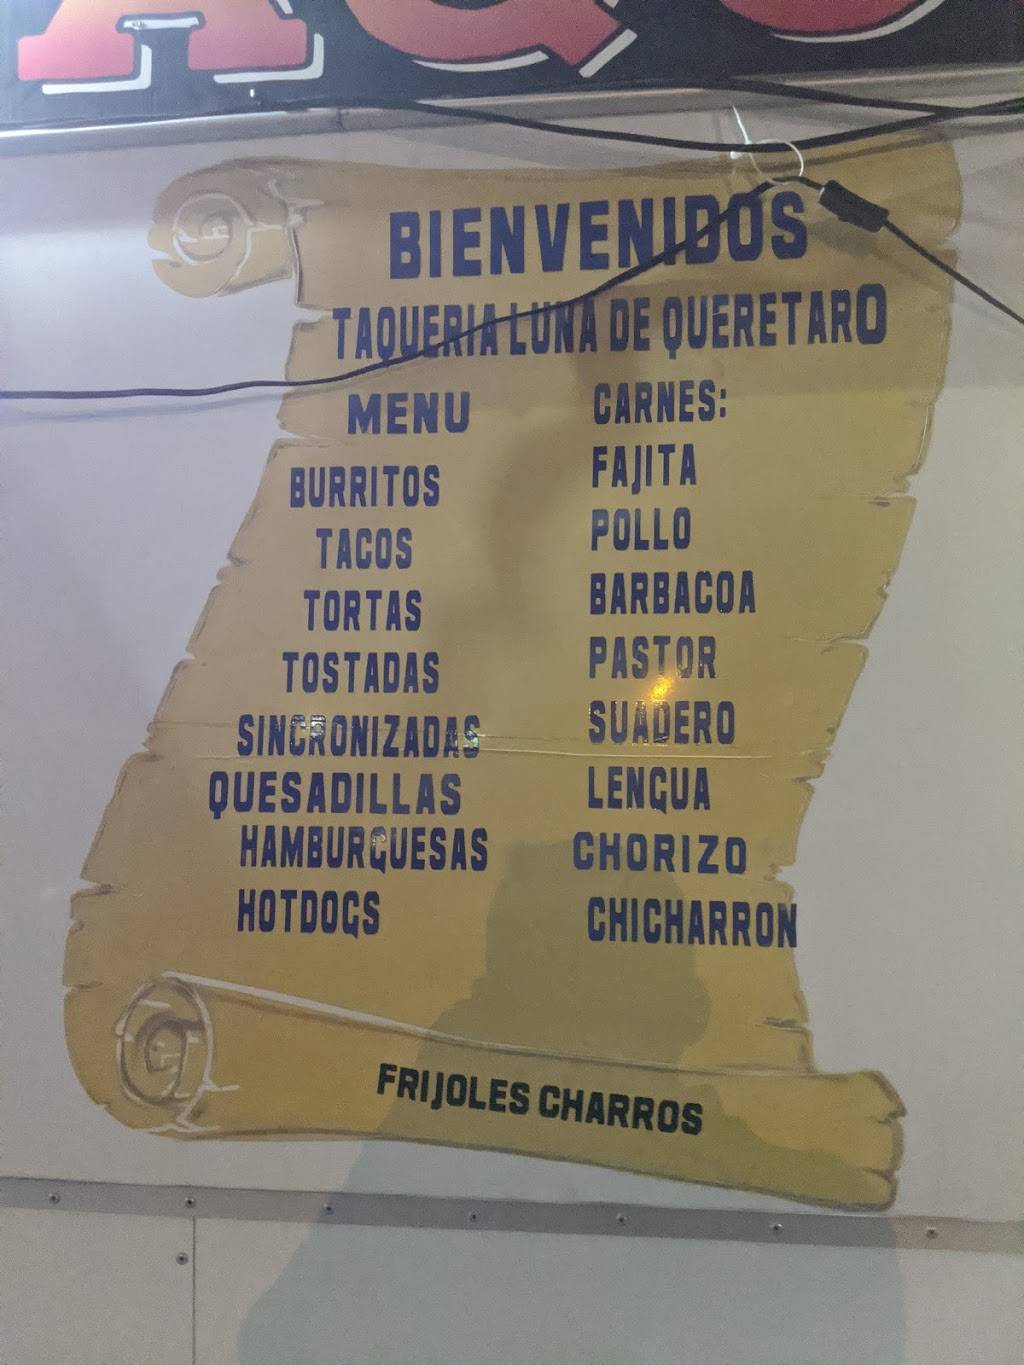 BIENVENIDOS
TAQUERIA LUNA DE QUERETARO
MENU
BURRITOS
TACOS
TORTAS
TOSTADAS
SINCRONIZADAS
QUESADILLAS
HAMBURGUESAS
HOTDOGS
CARNES:
FAJITA
POLLO
BARBACOA
PASTOR
SUADERO
LENGUA
CHORIZO
CHICHARRON
FRIJOLES CHARROS